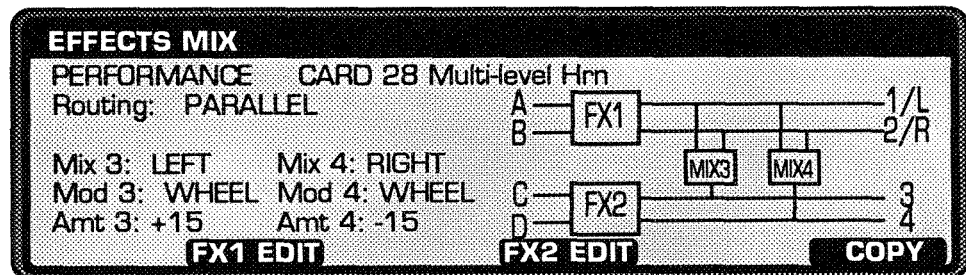 EFFECTS MIX
PERFORMANCE CARD 28 Multi-level Hrn
Routing: PARALLEL
A
B
FX1
1/L
2/R
Mix 3: LEFT Mix 4: RIGHT
MIX3
MIX4
Mod 3: WHEEL Mod 4: WHEEL
C
D
FX2
3
4
Amt 3: +15 Amt 4: -15
FX1 EDIT FX2 EDIT COPY